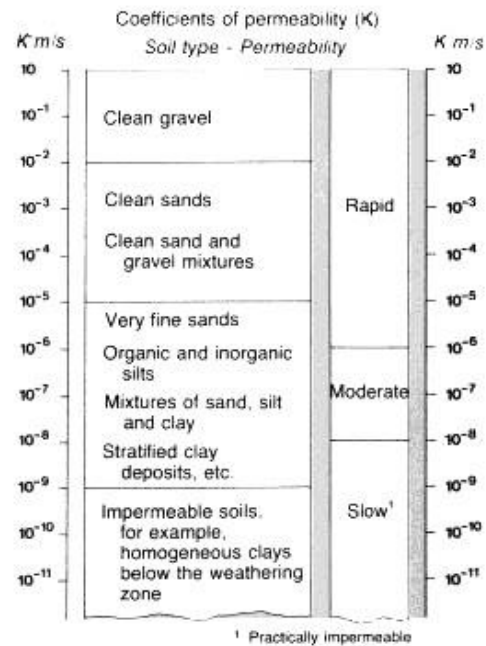 Coefficients of permeability (K)
Soil type - Permeability
K m/s
K m/s
10
10⁻¹
10⁻²
10⁻³
10⁻⁴
10⁻⁵
10⁻⁶
10⁻⁷
10⁻⁸
10⁻⁹
10⁻¹⁰
10⁻¹¹
Clean gravel
Clean sands
Clean sand and
gravel mixtures
Very fine sands
Organic and inorganic
silts
Mixtures of sand, silt
and clay
Stratified clay
deposits, etc.
Impermeable soils.
for example,
homogeneous clays
below the weathering
zone
Rapid
Moderate
Slow¹
10
10⁻¹
10⁻²
10⁻³
10⁻⁴
10⁻⁵
10⁻⁶
10⁻⁷
10⁻⁸
10⁻⁹
10⁻¹⁰
10⁻¹¹
¹ Practically impermeable